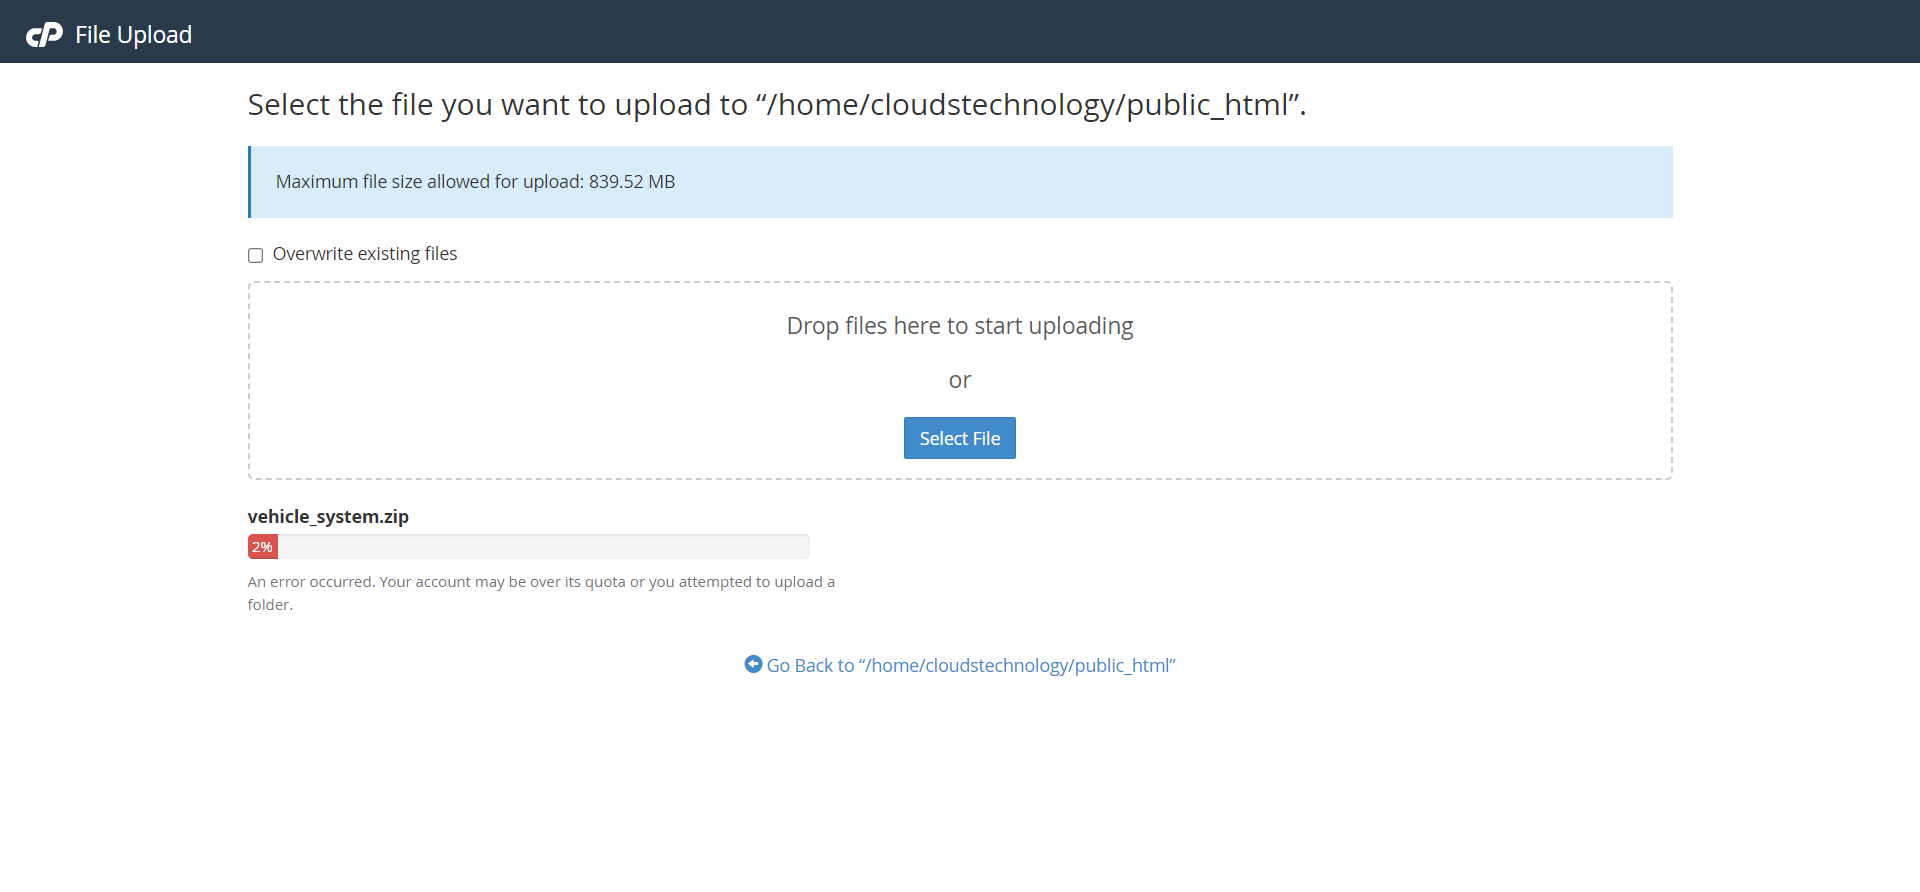 cP File Upload
Select the file you want to upload to “/home/cloudstechnology/public_html”.
Maximum file size allowed for upload: 839.52 MB
Overwrite existing files
Drop files here to start uploading
or
Select File
vehicle_system.zip
2%
An error occurred. Your account may be over its quota or you attempted to upload a
folder.
Go Back to “/home/cloudstechnology/public_html”